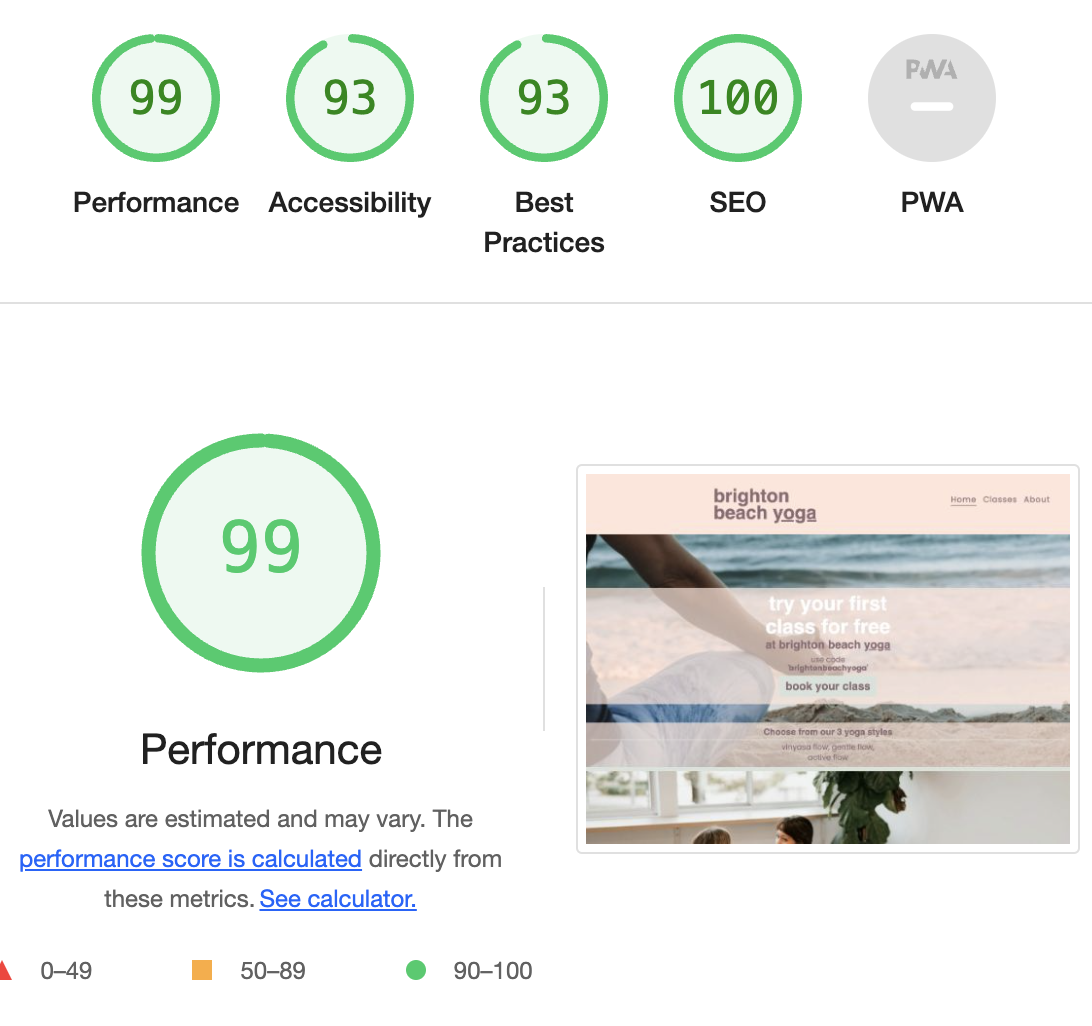 99
93
93
100
PWA
Performance
Accessibility
Best
Practices
SEO
PWA
99
Performance
Values are estimated and may vary. The
performance score is calculated directly from
these metrics. See calculator.
0–49
50–89
90–100
brighton
beach yoga
Home Classes About
try your first
class for free
at brighton beach yoga
use code
'brightonbeachyoga'
book your class
Choose from our 3 yoga styles
vinyasa flow, gentle flow,
active flow